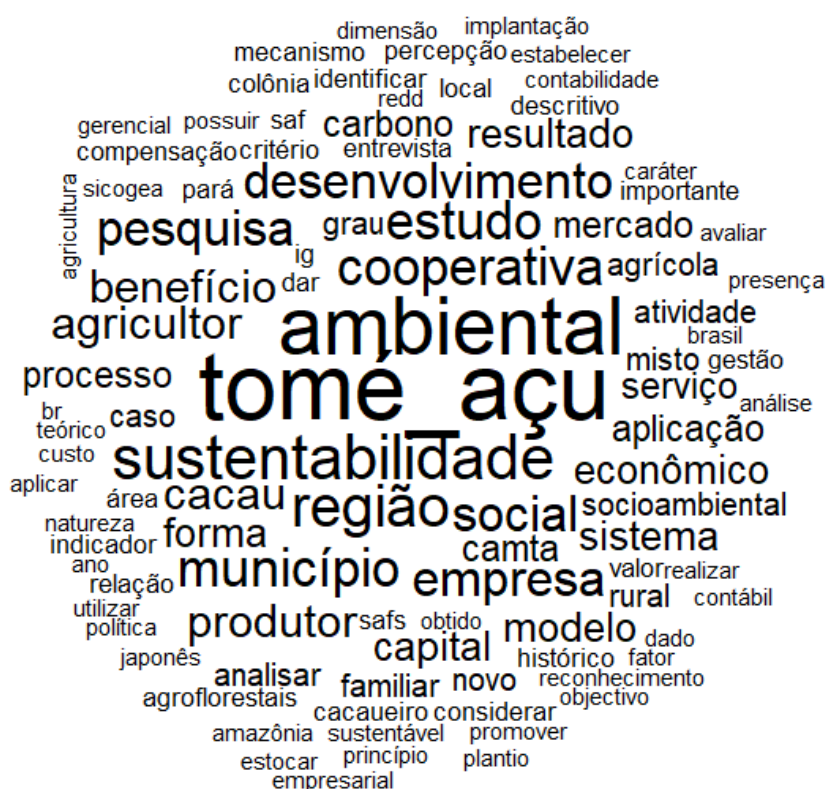 dimensão implantação
mecanismo percepção estabelecer
colônia identificar local contabilidade
redd descritivo
gerencial possuir saf carbono resultado
compensação critério entrevista
agricultura sicogea pará desenvolvimento caráter importante
pesquisa grau estudo mercado avaliar
ig
benefício dar cooperativa agrícola presença
agricultor ambiental atividade
brasil
processo tomé_açu misto gestão
serviço análise
br caso
teórico aplicação
custo sustentabilidade econômico
aplicar área cacau região social socioambiental
natureza forma sistema
indicador camta
ano município empresa valor realizar
relação rural contábil
utilizar produtor safs obtido modelo
política dado
japonês capital histórico fator
analisar familiar novo reconhecimento
agroflorestais objectivo
cacaueiro considerar
amazônia sustentável promover
estocar princípio plantio
empresarial